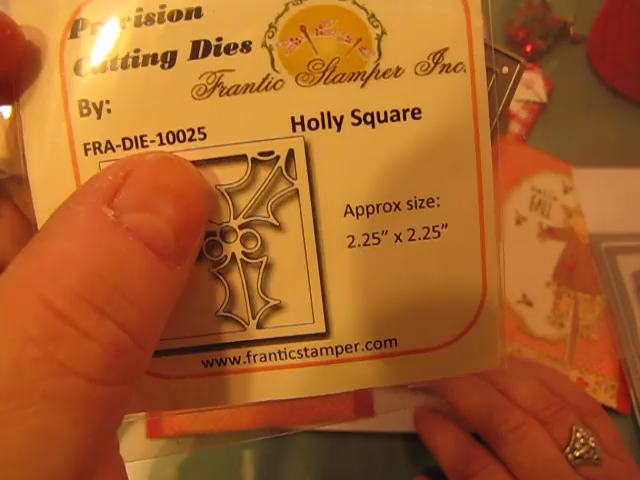 Precision
Cutting Dies
Frantic Stamper Inc.
By:
FRA-DIE-10025
Holly Square
Approx size:
2.25” x 2.25”
www.franticstamper.com
FALL